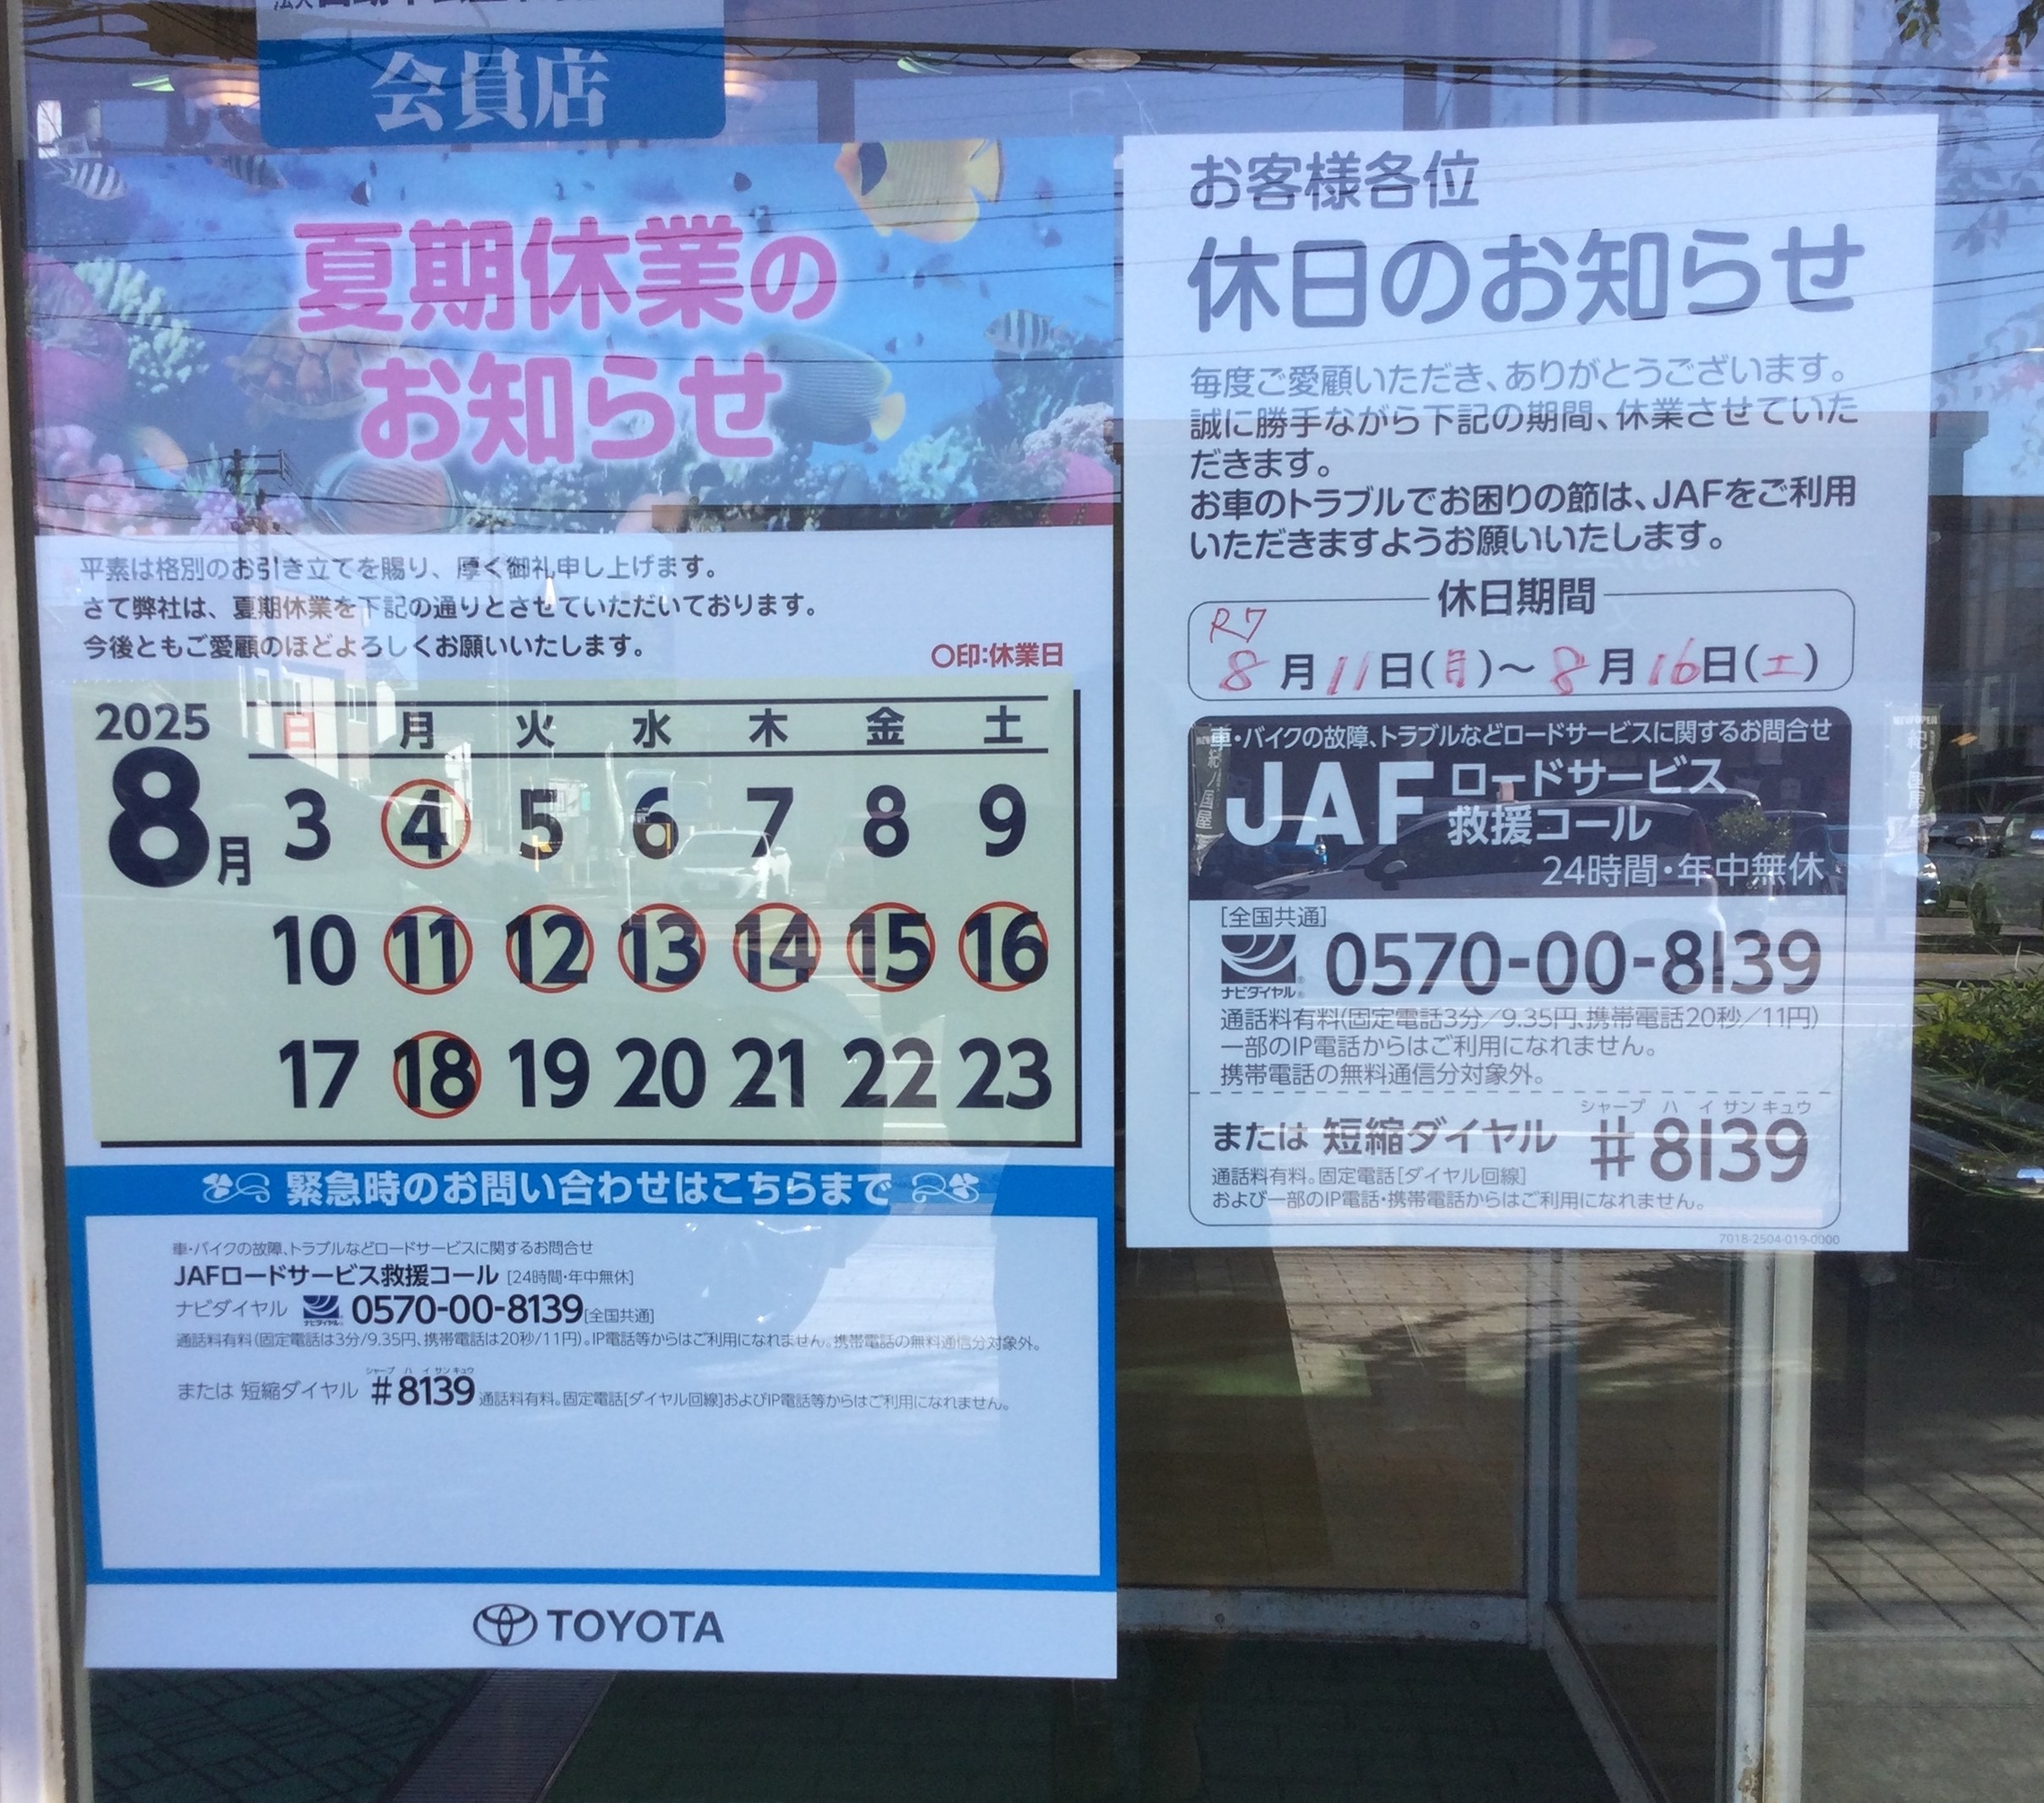 会員店
夏期休業の
お知らせ
平素は格別のお引き立てを賜り、厚く御礼申し上げます。
さて弊社は、夏期休業を下記の通りとさせていただいております。
今後ともご愛顧のほどよろしくお願いいたします。
〇印:休業日
2025
8月
日 月 火 水 木 金 土
3 4 5 6 7 8 9
10 11 12 13 14 15 16
17 18 19 20 21 22 23
緊急時のお問い合わせはこちらまで
車・バイクの故障、トラブルなどロードサービスに関するお問合せ
JAFロードサービス救援コール [24時間・年中無休]
ナビダイヤル ナビダイヤル 0570-00-8139[全国共通]
通話料有料(固定電話は3分/9.35円、携帯電話は20秒/11円)。IP電話等からはご利用になれません。携帯電話の無料通信分対象外。
シャープ ハ イ サン キュウ
または 短縮ダイヤル #8139 通話料有料。固定電話[ダイヤル回線]およびIP電話等からはご利用になれません。
TOYOTA
お客様各位
休日のお知らせ
毎度ご愛顧いただき、ありがとうございます。
誠に勝手ながら下記の期間、休業させていた
だきます。
お車のトラブルでお困りの節は、JAFをご利用
いただきますようお願いいたします。
休日期間
R7
8月11日(月)〜8月16日(土)
車・バイクの故障、トラブルなどロードサービスに関するお問合せ
JAF ロードサービス
救援コール
24時間・年中無休
[全国共通]
ナビダイヤル 0570-00-8139
通話料有料(固定電話3分/9.35円、携帯電話20秒/11円)
一部のIP電話からはご利用になれません。
携帯電話の無料通信分対象外。
シャープ ハ イ サン キュウ
または 短縮ダイヤル #8139
通話料有料。固定電話[ダイヤル回線]
および一部のIP電話・携帯電話からはご利用になれません。
7018-2504-019-0000